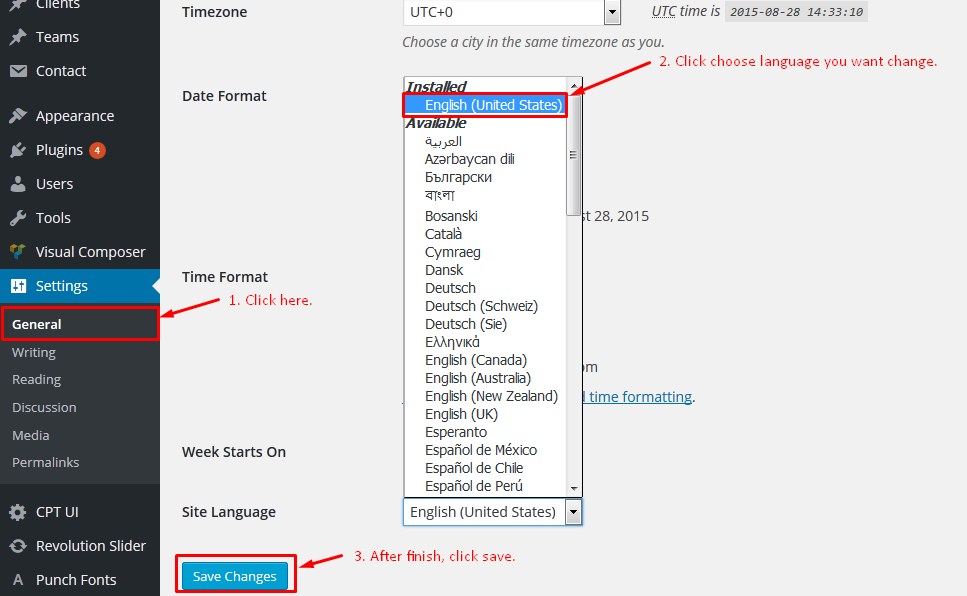 Clients
Teams
Contact
Appearance
Plugins 4
Users
Tools
Visual Composer
Settings
General
Writing
Reading
Discussion
Media
Permalinks
CPT UI
Revolution Slider
Punch Fonts
Timezone
UTC+0
UTC time is 2015-08-28 14:33:10
Choose a city in the same timezone as you.
2. Click choose language you want change.
Date Format
Installed
English (United States)
Available
العربية
Azərbaycan dili
Български
বাংলা
Bosanski
st 28, 2015
Català
Cymraeg
Dansk
Time Format
1. Click here.
Deutsch
Deutsch (Schweiz)
Deutsch (Sie)
Ελληνικά
English (Canada)
om
English (Australia)
English (New Zealand)
d time formatting.
English (UK)
Esperanto
Week Starts On
Español de México
Español de Chile
Español de Perú
Site Language
English (United States)
3. After finish, click save.
Save Changes